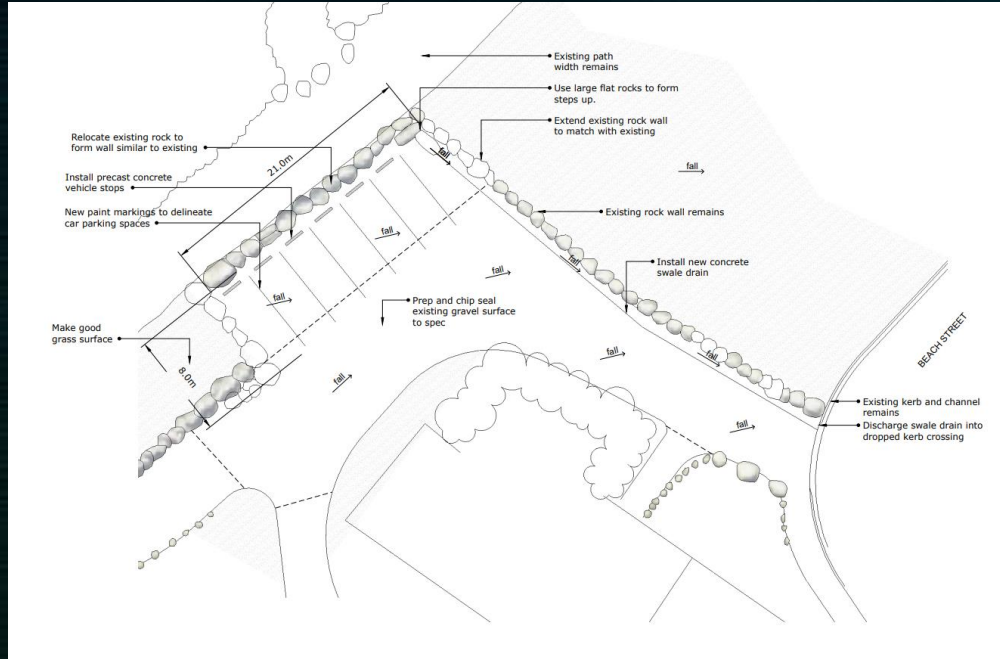 Existing path
width remains
Use large flat rocks to form
steps up.
Extend existing rock wall
to match with existing
Relocate existing rock to
form wall similar to existing
21.0m
fall
fall
Install precast concrete
vehicle stops
New paint markings to delineate
car parking spaces
Existing rock wall remains
fall
fall
Install new concrete
swale drain
fall
fall
Prep and chip seal
existing gravel surface
to spec
BEACH STREET
Make good
grass surface
8.0m
fall
fall
fall
Existing kerb and channel
remains
Discharge swale drain into
dropped kerb crossing
fall